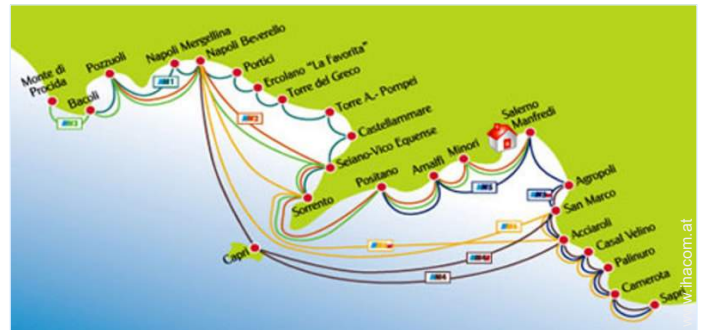 Monte di
Procida
Bacoli
Pozzuoli
Napoli Mergellina
Napoli Beverello
Portici
Ercolano "La Favorita"
Torre del Greco
Torre A.- Pompei
Castellammare
Seiano-Vico Equense
Sorrento
Capri
Positano
Amalfi
Minori
Salerno
Manfredi
Agropoli
San Marco
Acciaroli
Casal Velino
Palinuro
Camerota
Sapri
www.ihacom.at